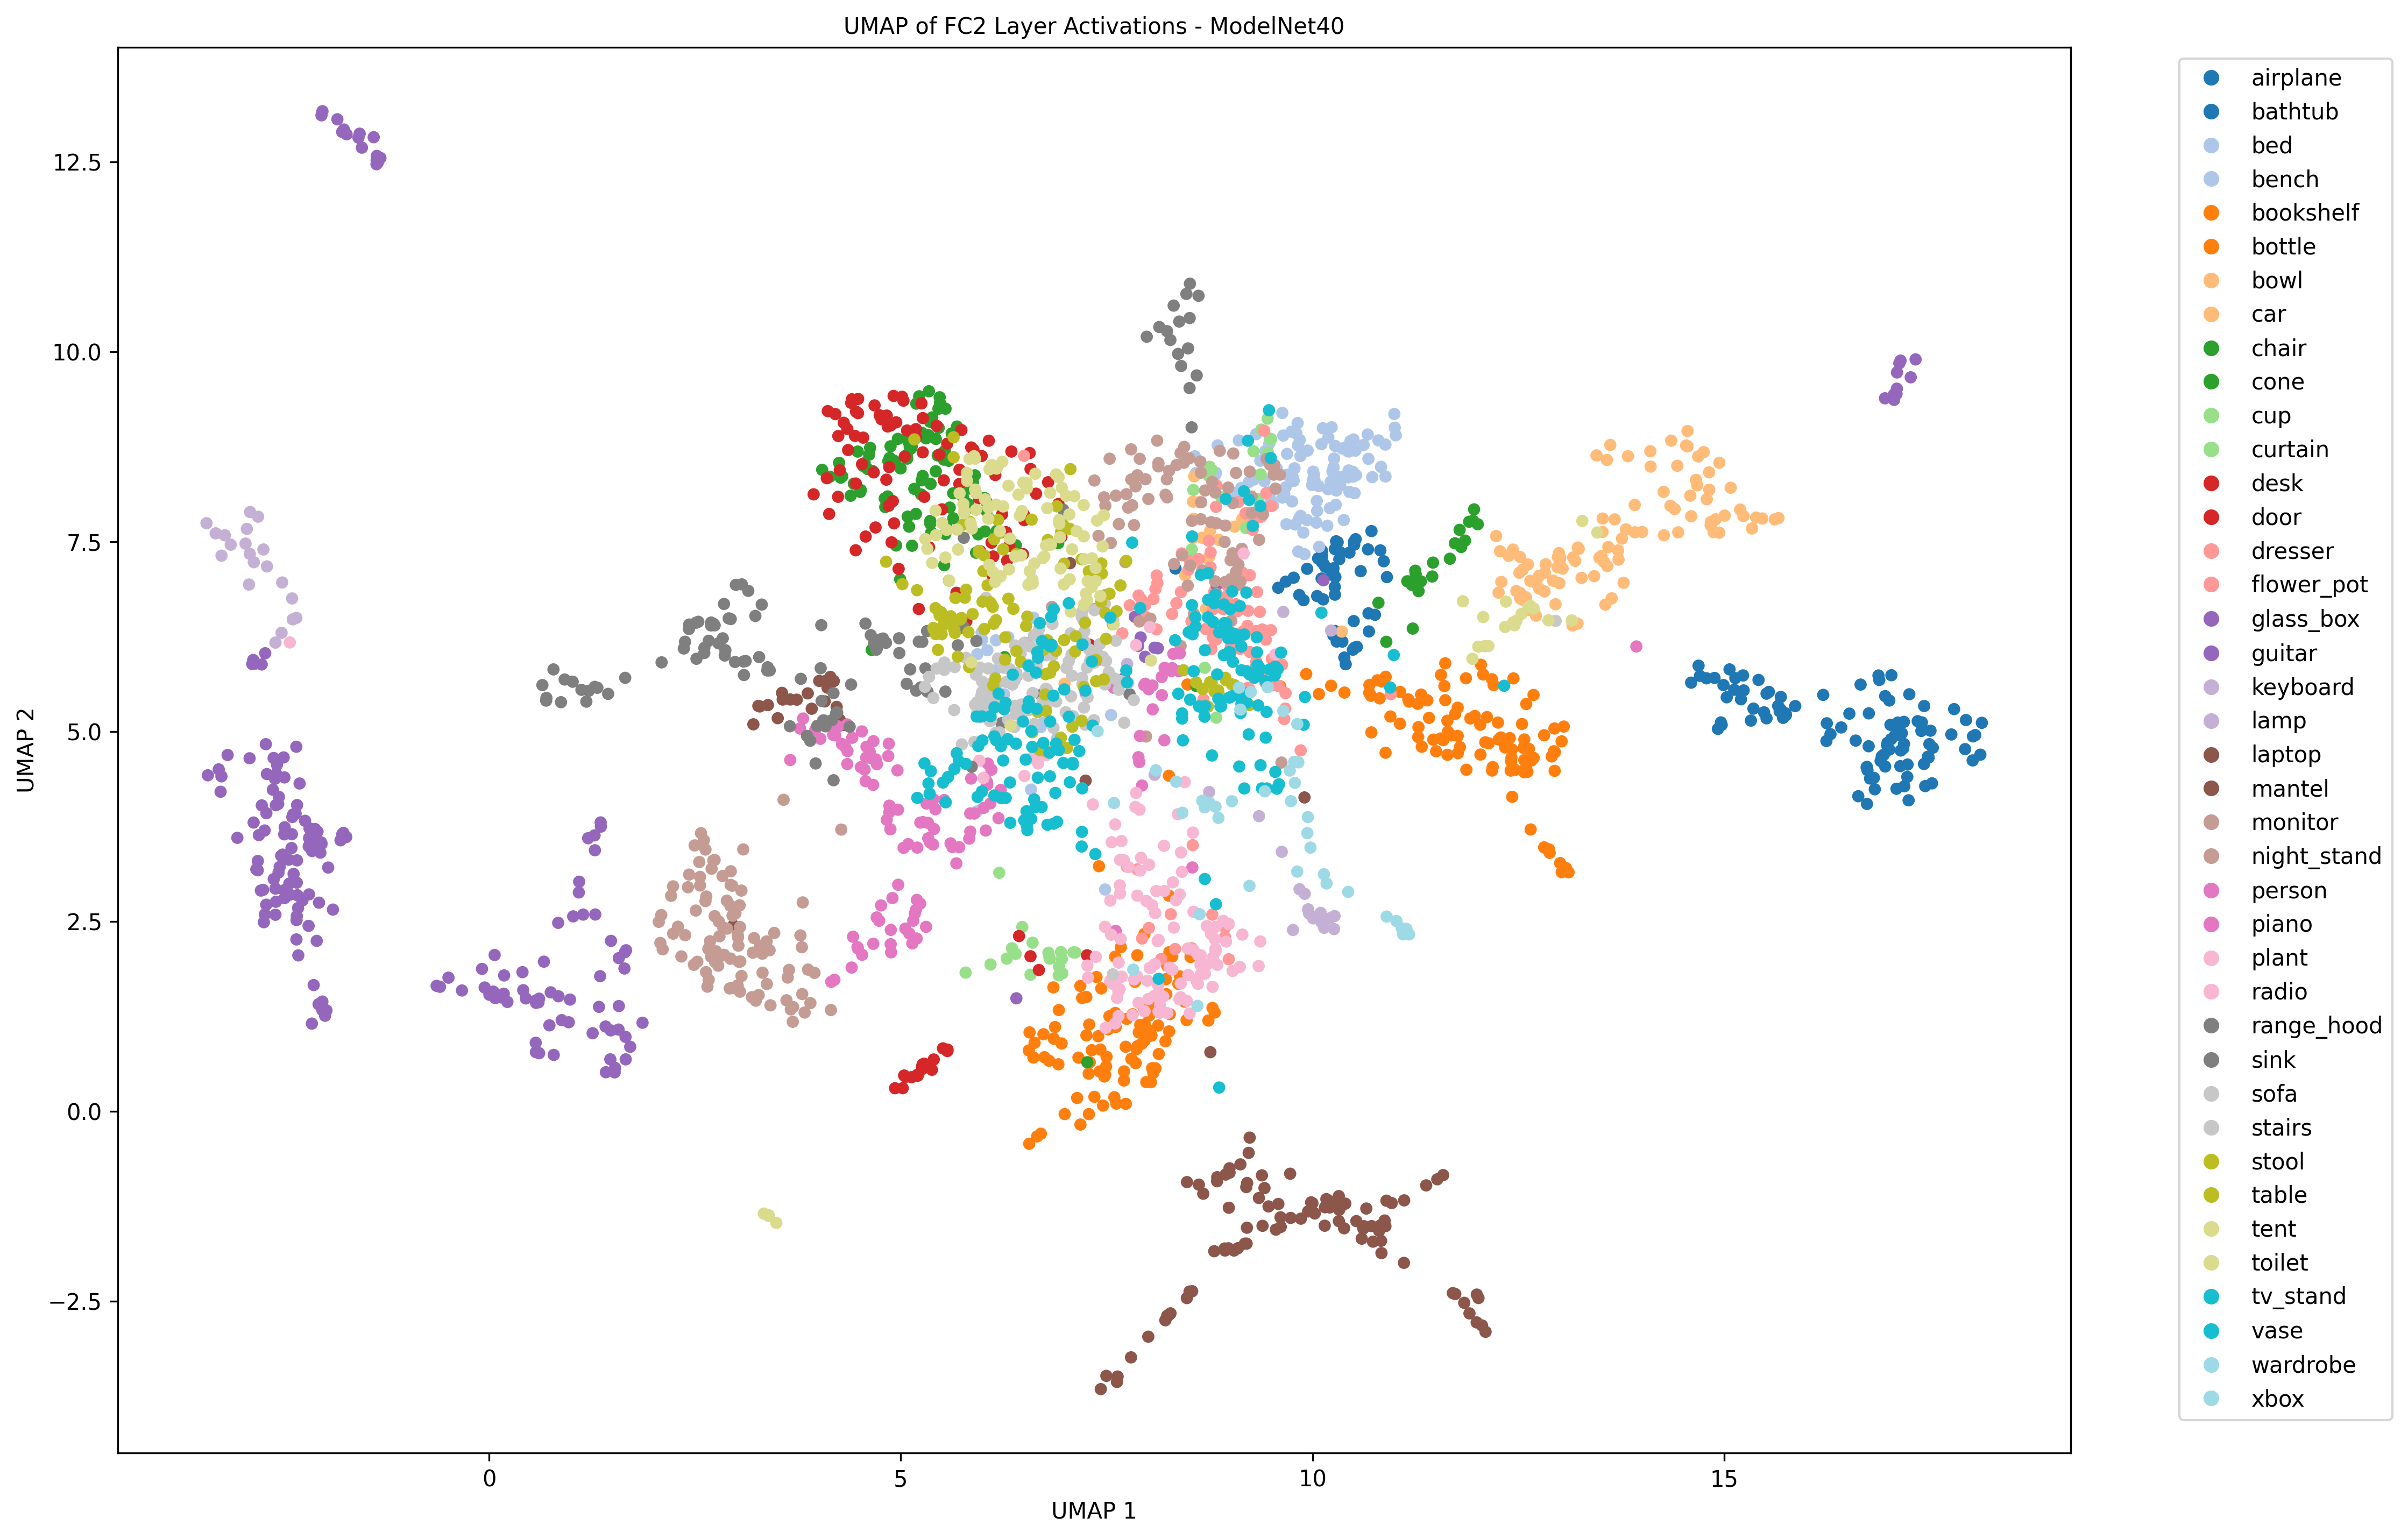 UMAP of FC2 Layer Activations - ModelNet40
12.5
10.0
7.5
5.0
2.5
0.0
−2.5
UMAP 2
0
5
10
15
UMAP 1
airplane
bathtub
bed
bench
bookshelf
bottle
bowl
car
chair
cone
cup
curtain
desk
door
dresser
flower_pot
glass_box
guitar
keyboard
lamp
laptop
mantel
monitor
night_stand
person
piano
plant
radio
range_hood
sink
sofa
stairs
stool
table
tent
toilet
tv_stand
vase
wardrobe
xbox